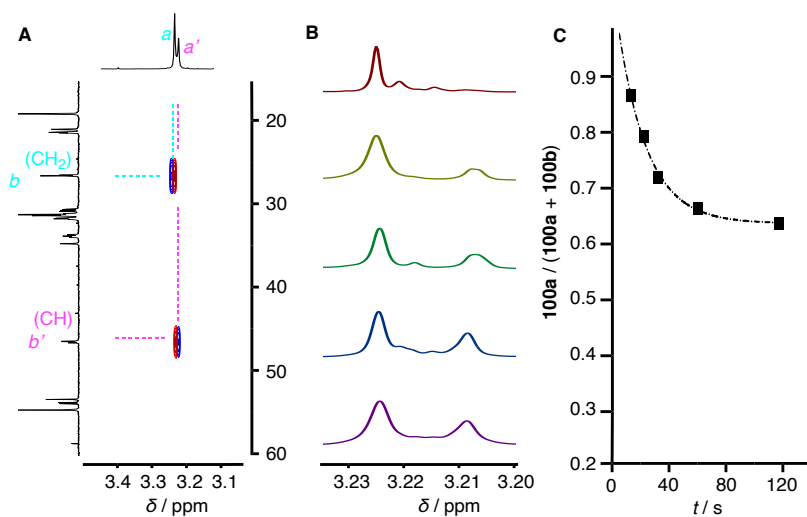 A
a
a'
(CH2)
b
(CH)
b'
20
30
40
50
60
3.4 3.3 3.2 3.1
δ / ppm
B
3.23 3.22 3.21 3.20
δ / ppm
C
100a / (100a + 100b)
0.9
0.8
0.7
0.6
0.5
0.4
0.3
0.2
0 40 80 120
t / s